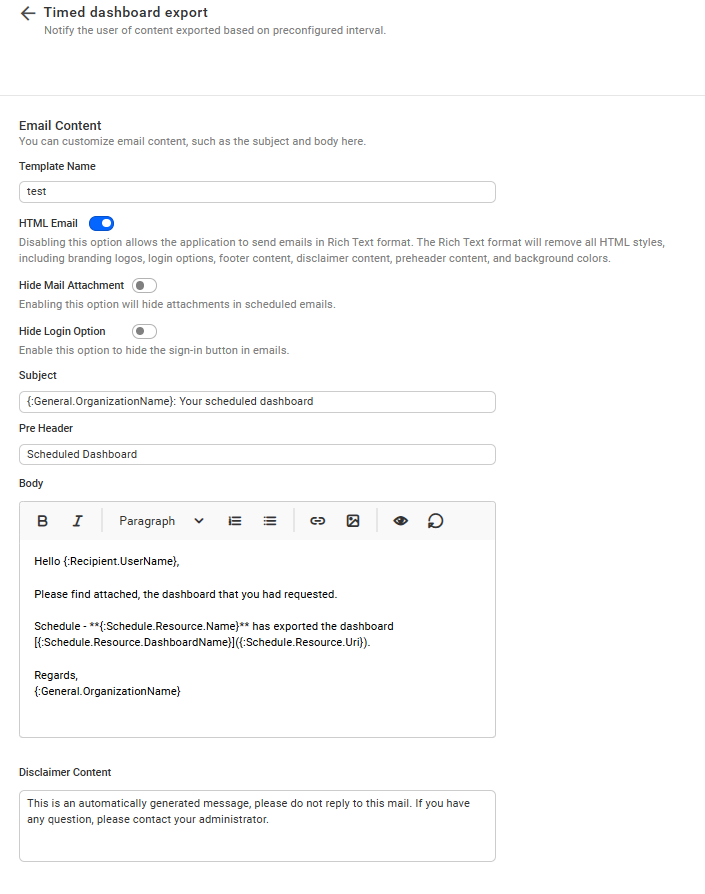 Timed dashboard export
Notify the user of content exported based on preconfigured interval.
Email Content
You can customize email content, such as the subject and body here.
Template Name
test
HTML Email
Disabling this option allows the application to send emails in Rich Text format. The Rich Text format will remove all HTML styles,
including branding logos, login options, footer content, disclaimer content, preheader content, and background colors.
Hide Mail Attachment
Enabling this option will hide attachments in scheduled emails.
Hide Login Option
Enable this option to hide the sign-in button in emails.
Subject
{:General.OrganizationName}: Your scheduled dashboard
Pre Header
Scheduled Dashboard
Body
B I Paragraph
Hello {:Recipient.UserName},
Please find attached, the dashboard that you had requested.
Schedule - **{:Schedule.Resource.Name}** has exported the dashboard
[{:Schedule.Resource.DashboardName}]({:Schedule.Resource.Uri}).
Regards,
{:General.OrganizationName}
Disclaimer Content
This is an automatically generated message, please do not reply to this mail. If you have
any question, please contact your administrator.